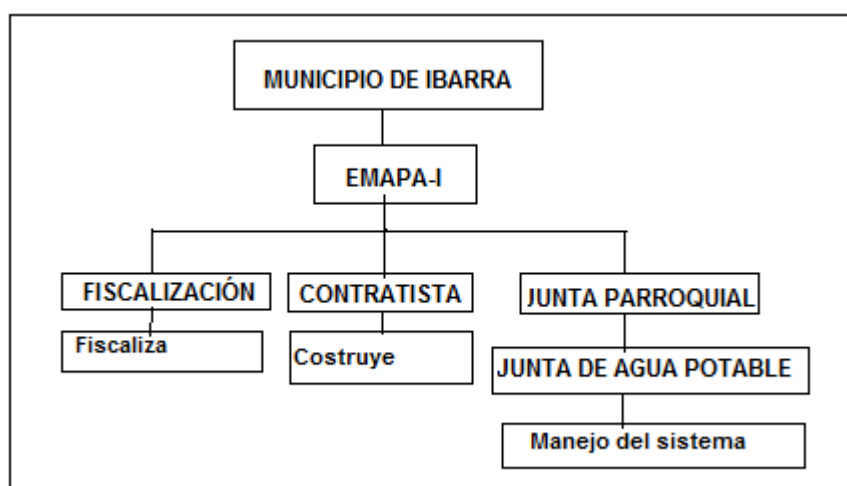 MUNICIPIO DE IBARRA
EMAPA-I
FISCALIZACIÓN
CONTRATISTA
JUNTA PARROQUIAL
Fiscaliza
Costruye
JUNTA DE AGUA POTABLE
Manejo del sistema